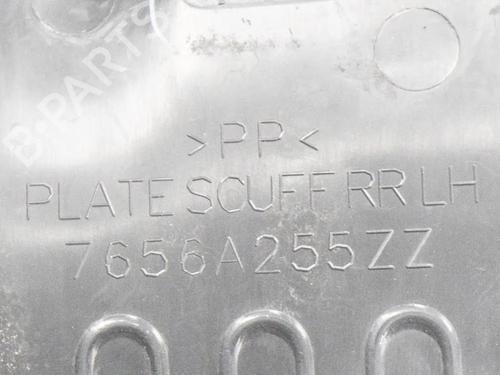 B-PARTS
>PP<
PLATE SCUFF RR LH
7656A255ZZ